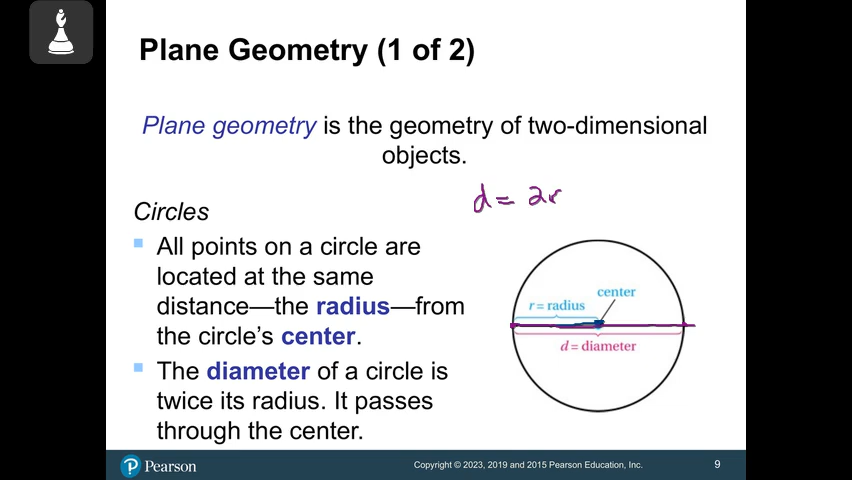 Plane Geometry (1 of 2)
Plane geometry is the geometry of two-dimensional
objects.
d = 2r
Circles
All points on a circle are
located at the same
distance—the radius—from
the circle's center.
The diameter of a circle is
twice its radius. It passes
through the center.
center
r = radius
d = diameter
Pearson
Copyright © 2023, 2019 and 2015 Pearson Education, Inc.
9